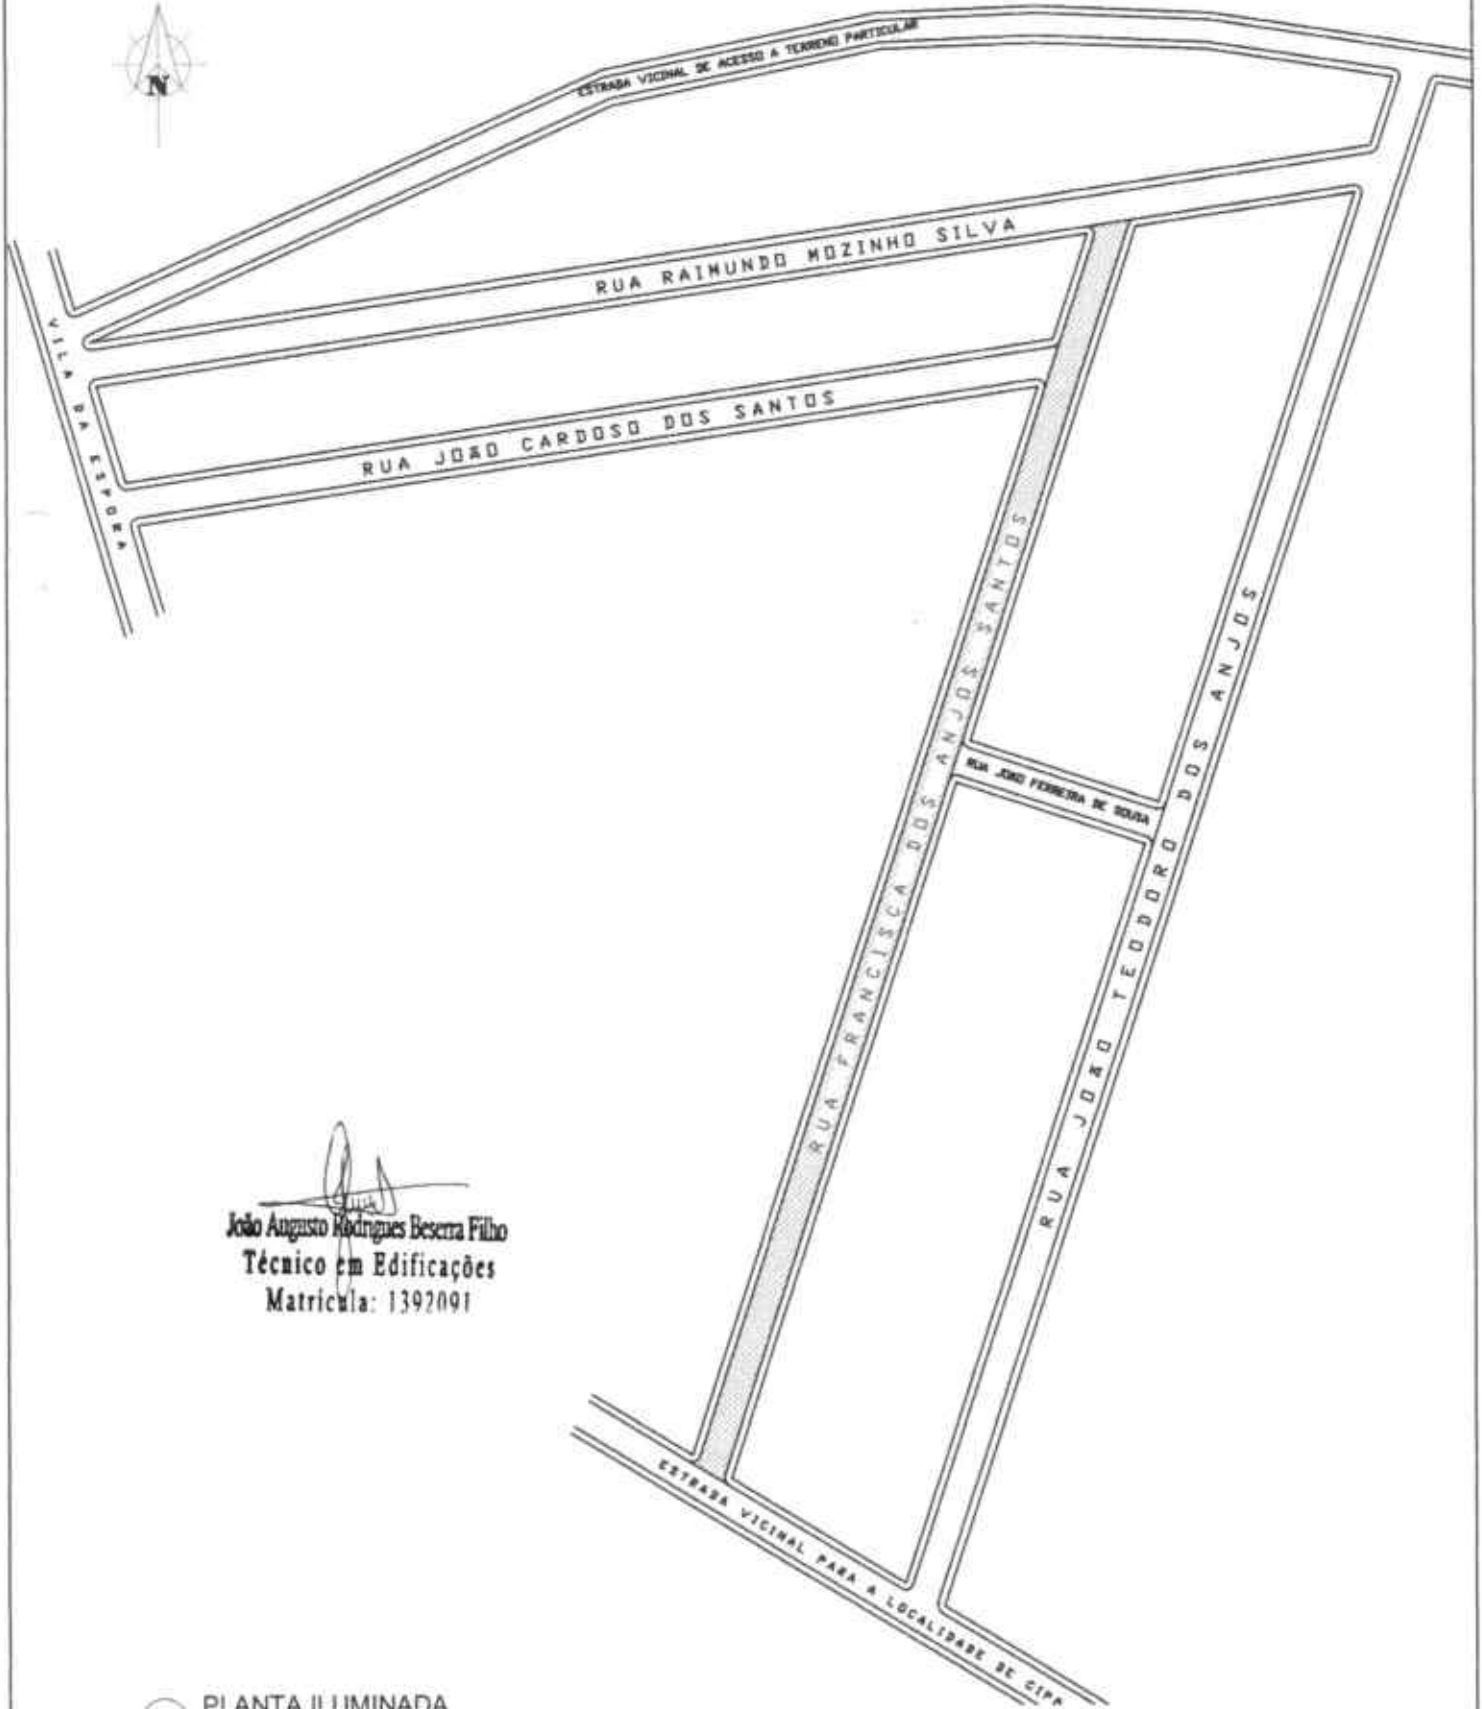 N
ESTRADA VICINAL DE ACESSO A TERRENO PARTICULAR
RUA RAIMUNDO MOZINHO SILVA
VILA DA ESPORA
RUA JOÃO CARDOSO DOS SANTOS
RUA FRANCISCA DOS ANJOS SANTOS
RUA JOÃO FERREIRA DE SOUSA
RUA JOÃO TEODORO DOS ANJOS
João Augusto Rodrigues Beserra Filho
Técnico em Edificações
Matrícula: 1392091
ESTRADA VICINAL PARA A LOCALIDADE DE
PLANTA ILUMINADA